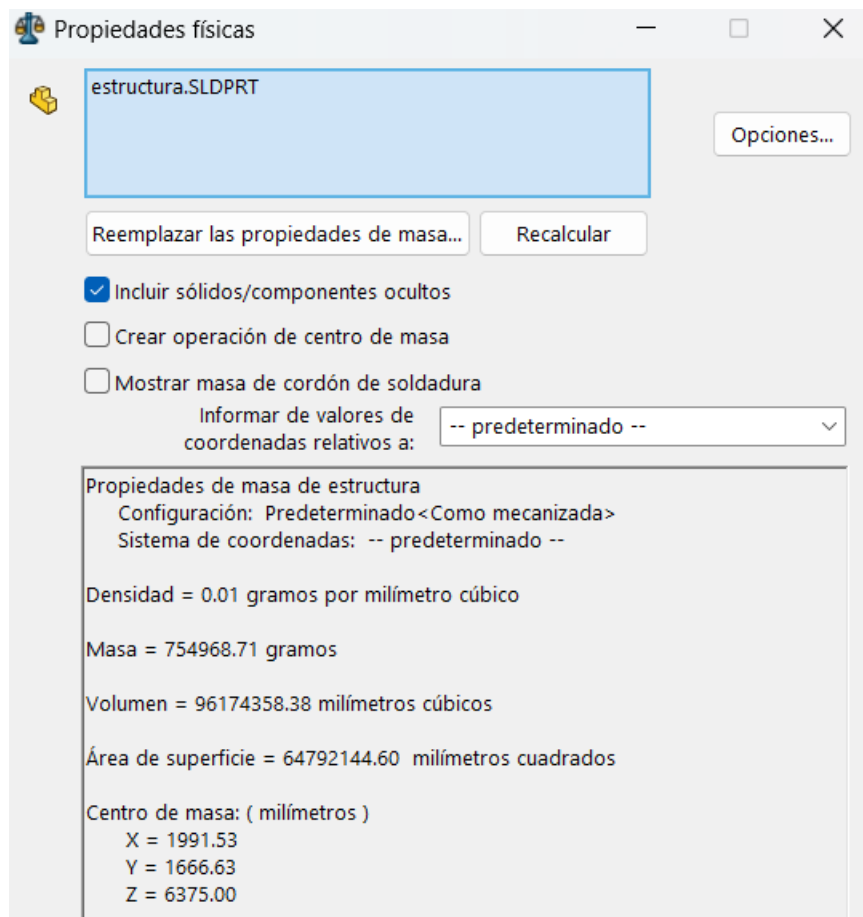 Propiedades físicas
estructura.SLDPRT
Opciones...
Reemplazar las propiedades de masa...
Recalcular
Incluir sólidos/componentes ocultos
Crear operación de centro de masa
Mostrar masa de cordón de soldadura
Informar de valores de
coordenadas relativos a:
-- predeterminado --
Propiedades de masa de estructura
Configuración: Predeterminado<Como mecanizada>
Sistema de coordenadas: -- predeterminado --
Densidad = 0.01 gramos por milímetro cúbico
Masa = 754968.71 gramos
Volumen = 96174358.38 milímetros cúbicos
Área de superficie = 64792144.60 milímetros cuadrados
Centro de masa: ( milímetros )
X = 1991.53
Y = 1666.63
Z = 6375.00